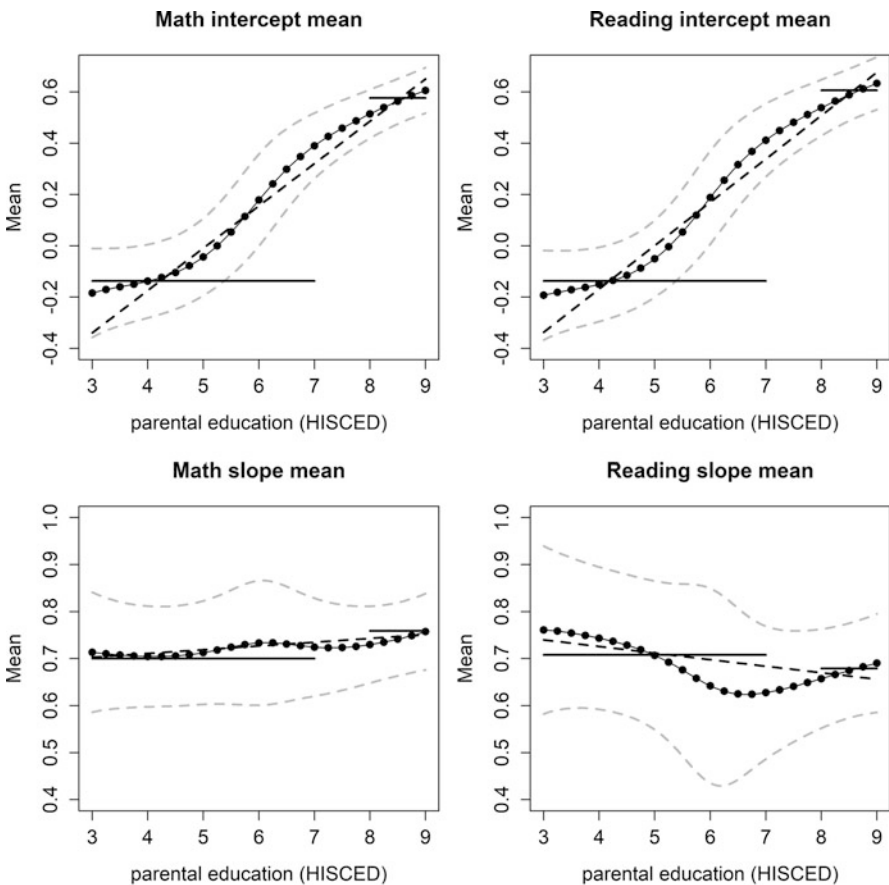 Math intercept mean
Mean
-0.4 -0.2 0.0 0.2 0.4 0.6
3 4 5 6 7 8 9
parental education (HISCED)
Reading intercept mean
Mean
-0.4 -0.2 0.0 0.2 0.4 0.6
3 4 5 6 7 8 9
parental education (HISCED)
Math slope mean
Mean
0.4 0.5 0.6 0.7 0.8 0.9 1.0
3 4 5 6 7 8 9
parental education (HISCED)
Reading slope mean
Mean
0.4 0.5 0.6 0.7 0.8 0.9 1.0
3 4 5 6 7 8 9
parental education (HISCED)